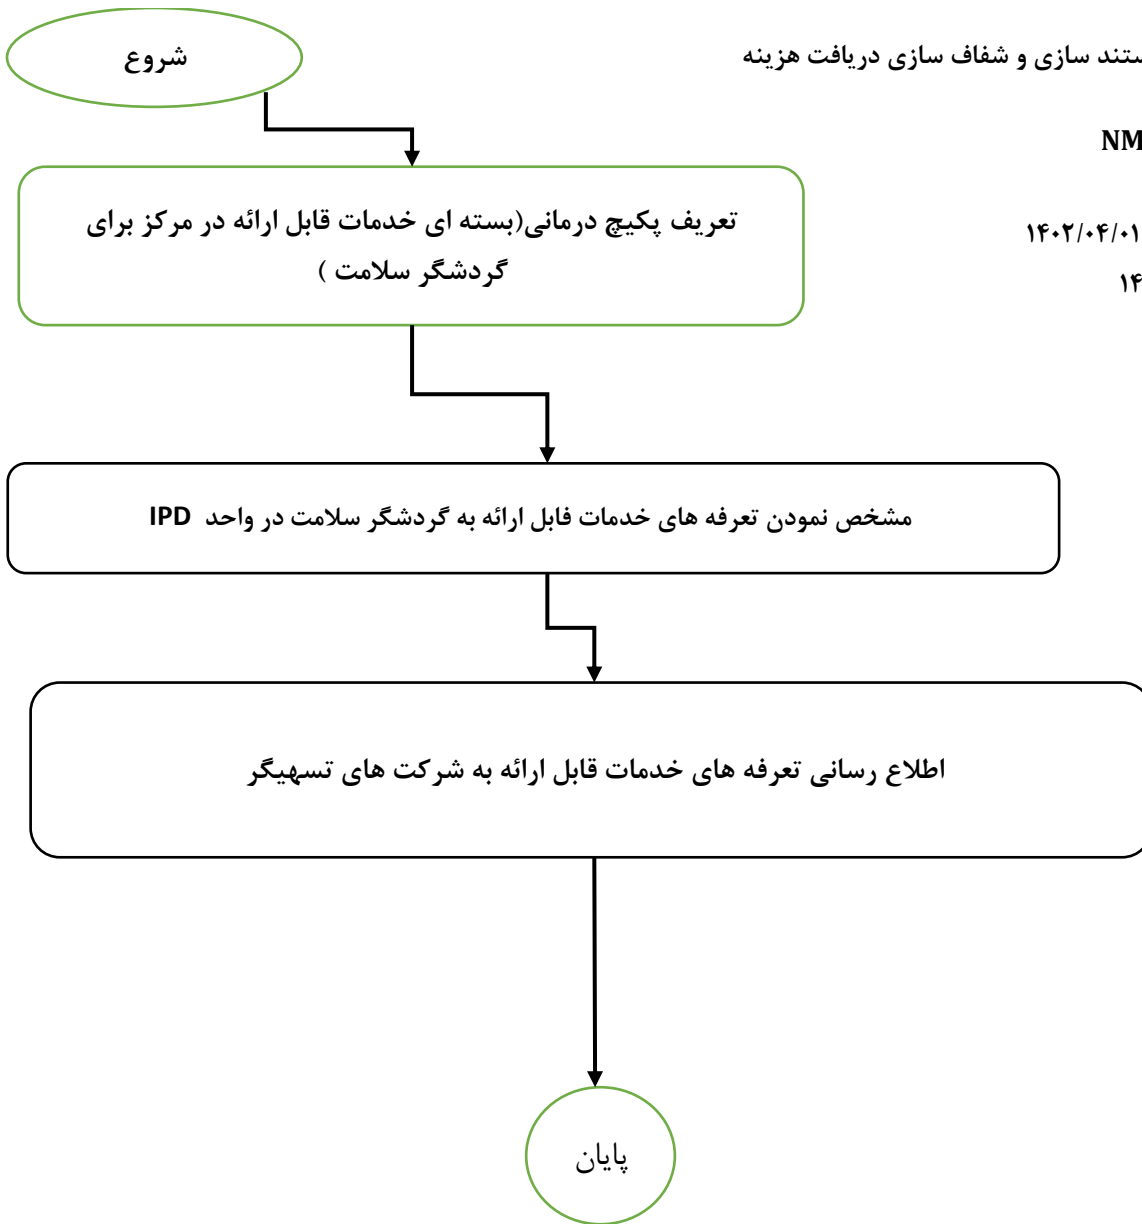 شروع
ستند سازی و شفاف سازی دریافت هزینه
NM
۱۴۰۲/۰۴/۰۱
۱۴
تعریف پکیچ درمانی(بسته ای خدمات قابل ارائه در مرکز برای
گردشگر سلامت )
مشخص نمودن تعرفه های خدمات فابل ارائه به گردشگر سلامت در واحد IPD
اطلاع رسانی تعرفه های خدمات قابل ارائه به شرکت های تسهیگر
پایان